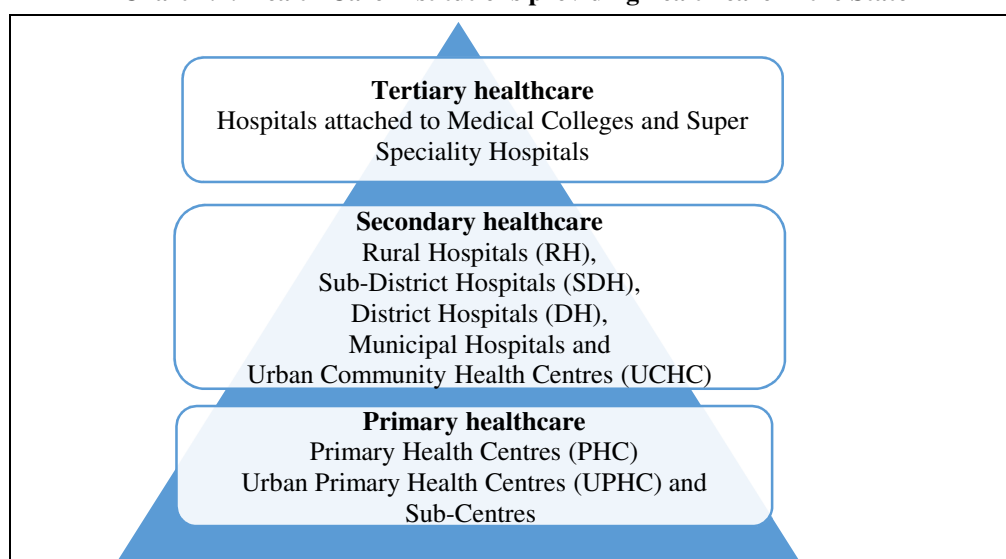 Tertiary healthcare
Hospitals attached to Medical Colleges and Super
Speciality Hospitals
Secondary healthcare
Rural Hospitals (RH),
Sub-District Hospitals (SDH),
District Hospitals (DH),
Municipal Hospitals and
Urban Community Health Centres (UCHC)
Primary healthcare
Primary Health Centres (PHC)
Urban Primary Health Centres (UPHC) and
Sub-Centres